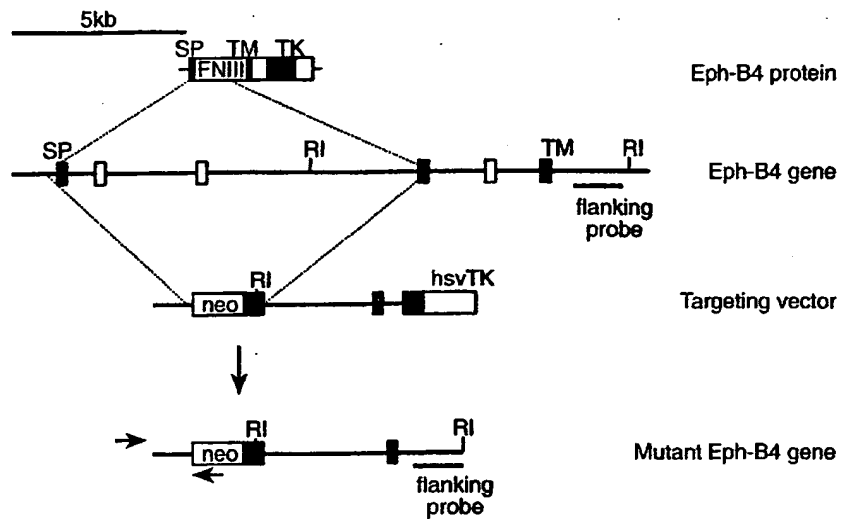 5kb
SP TM TK
FNIII
Eph-B4 protein
SP RI TM RI
Eph-B4 gene
flanking
probe
RI hsvTK
neo
Targeting vector
RI RI
neo
Mutant Eph-B4 gene
flanking
probe